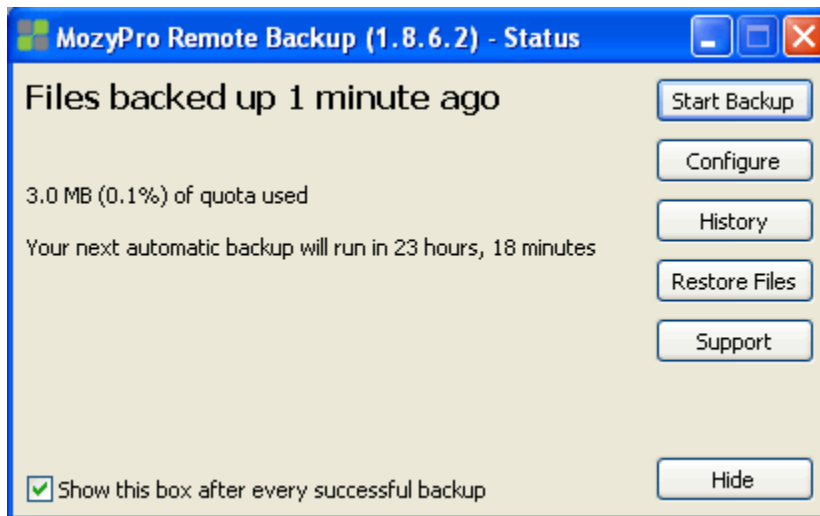 MozyPro Remote Backup (1.8.6.2) - Status
Files backed up 1 minute ago
Start Backup
Configure
3.0 MB (0.1%) of quota used
History
Your next automatic backup will run in 23 hours, 18 minutes
Restore Files
Support
Show this box after every successful backup
Hide